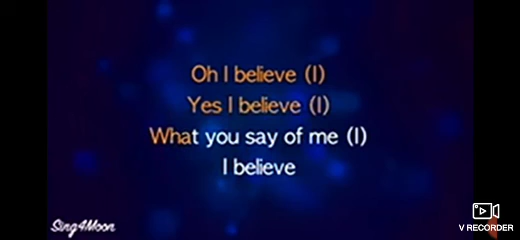 Oh I believe (I)
Yes I believe (I)
What you say of me (I)
I believe
Sing4Moon
V RECORDER